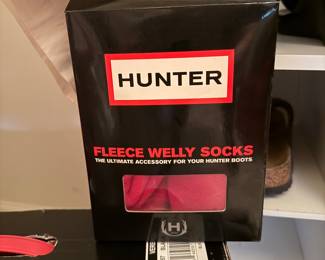 HUNTER
FLEECE WELLY SOCKS
THE ULTIMATE ACCESSORY FOR YOUR HUNTER BOOTS
H